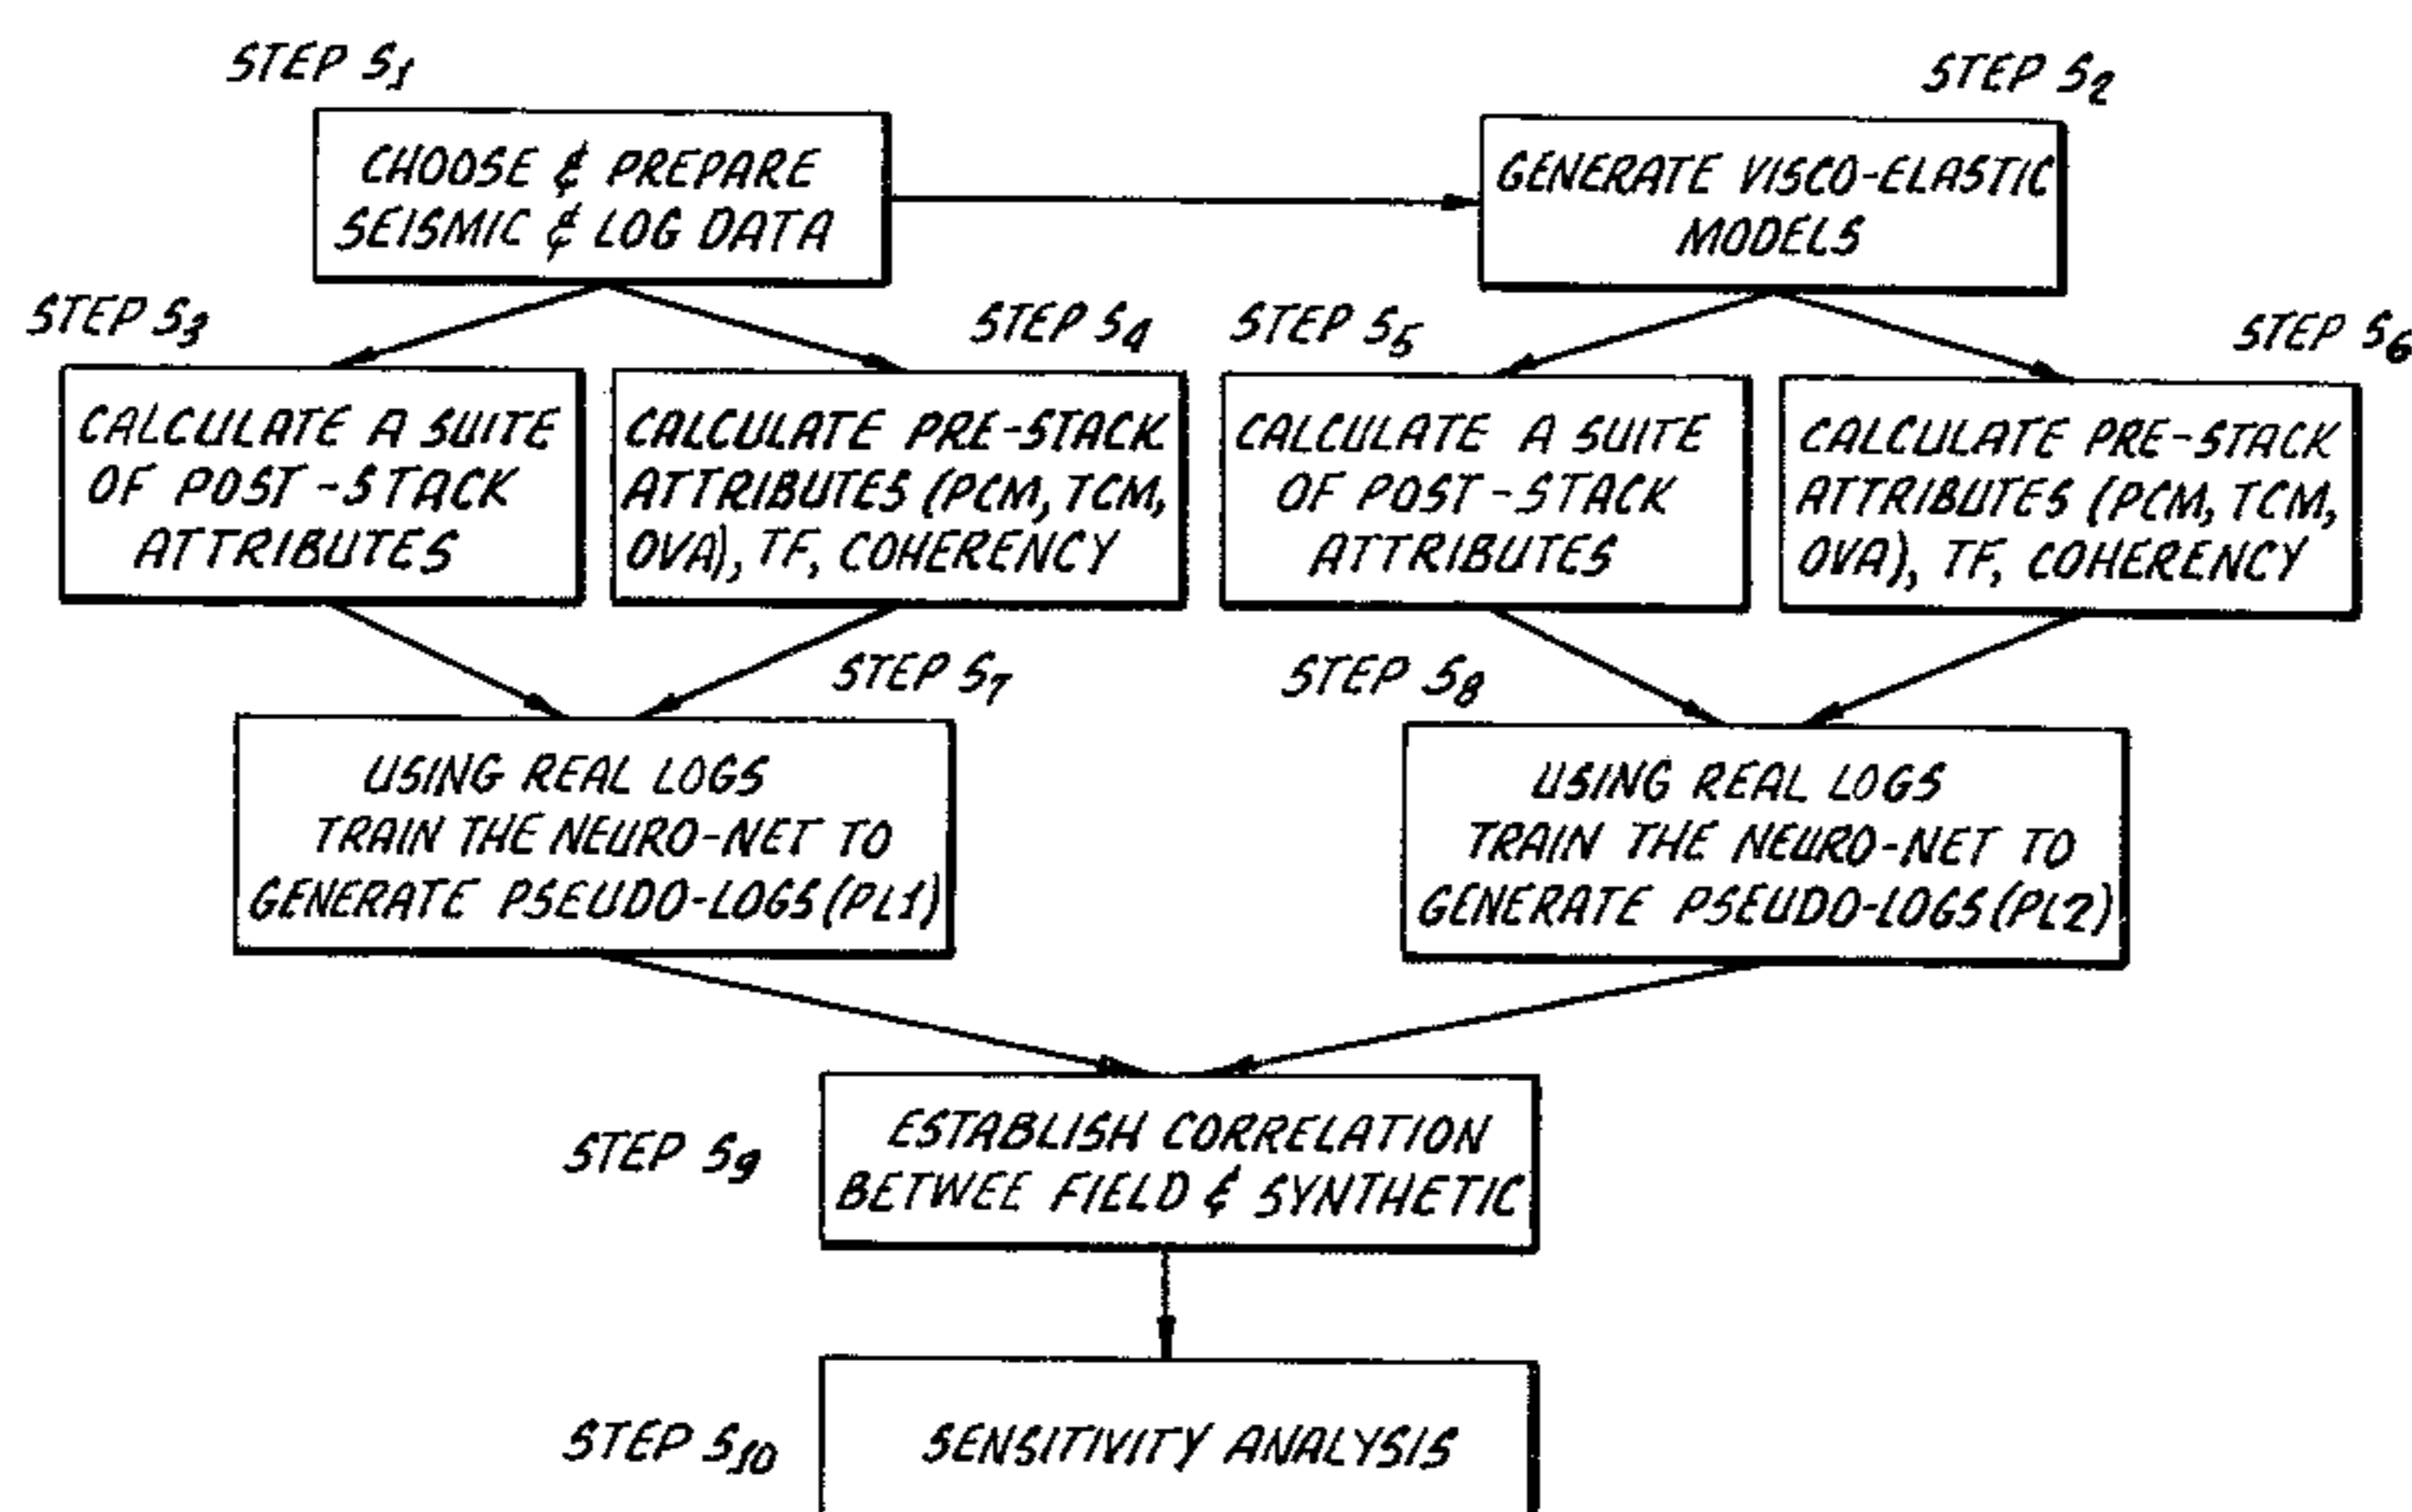 STEP S1
CHOOSE & PREPARE
SEISMIC & LOG DATA
STEP S2
GENERATE VISCO-ELASTIC
MODELS
STEP S3
CALCULATE A SUITE
OF POST-STACK
ATTRIBUTES
STEP S4
CALCULATE PRE-STACK
ATTRIBUTES (PCM, TCM,
OVA), TF, COHERENCY
STEP S5
CALCULATE A SUITE
OF POST-STACK
ATTRIBUTES
STEP S6
CALCULATE PRE-STACK
ATTRIBUTES (PCM, TCM,
OVA), TF, COHERENCY
STEP S7
USING REAL LOGS
TRAIN THE NEURO-NET TO
GENERATE PSEUDO-LOGS (PL1)
STEP S8
USING REAL LOGS
TRAIN THE NEURO-NET TO
GENERATE PSEUDO-LOGS (PL2)
STEP S9
ESTABLISH CORRELATION
BETWEE FIELD & SYNTHETIC
STEP S10
SENSITIVITY ANALYSIS